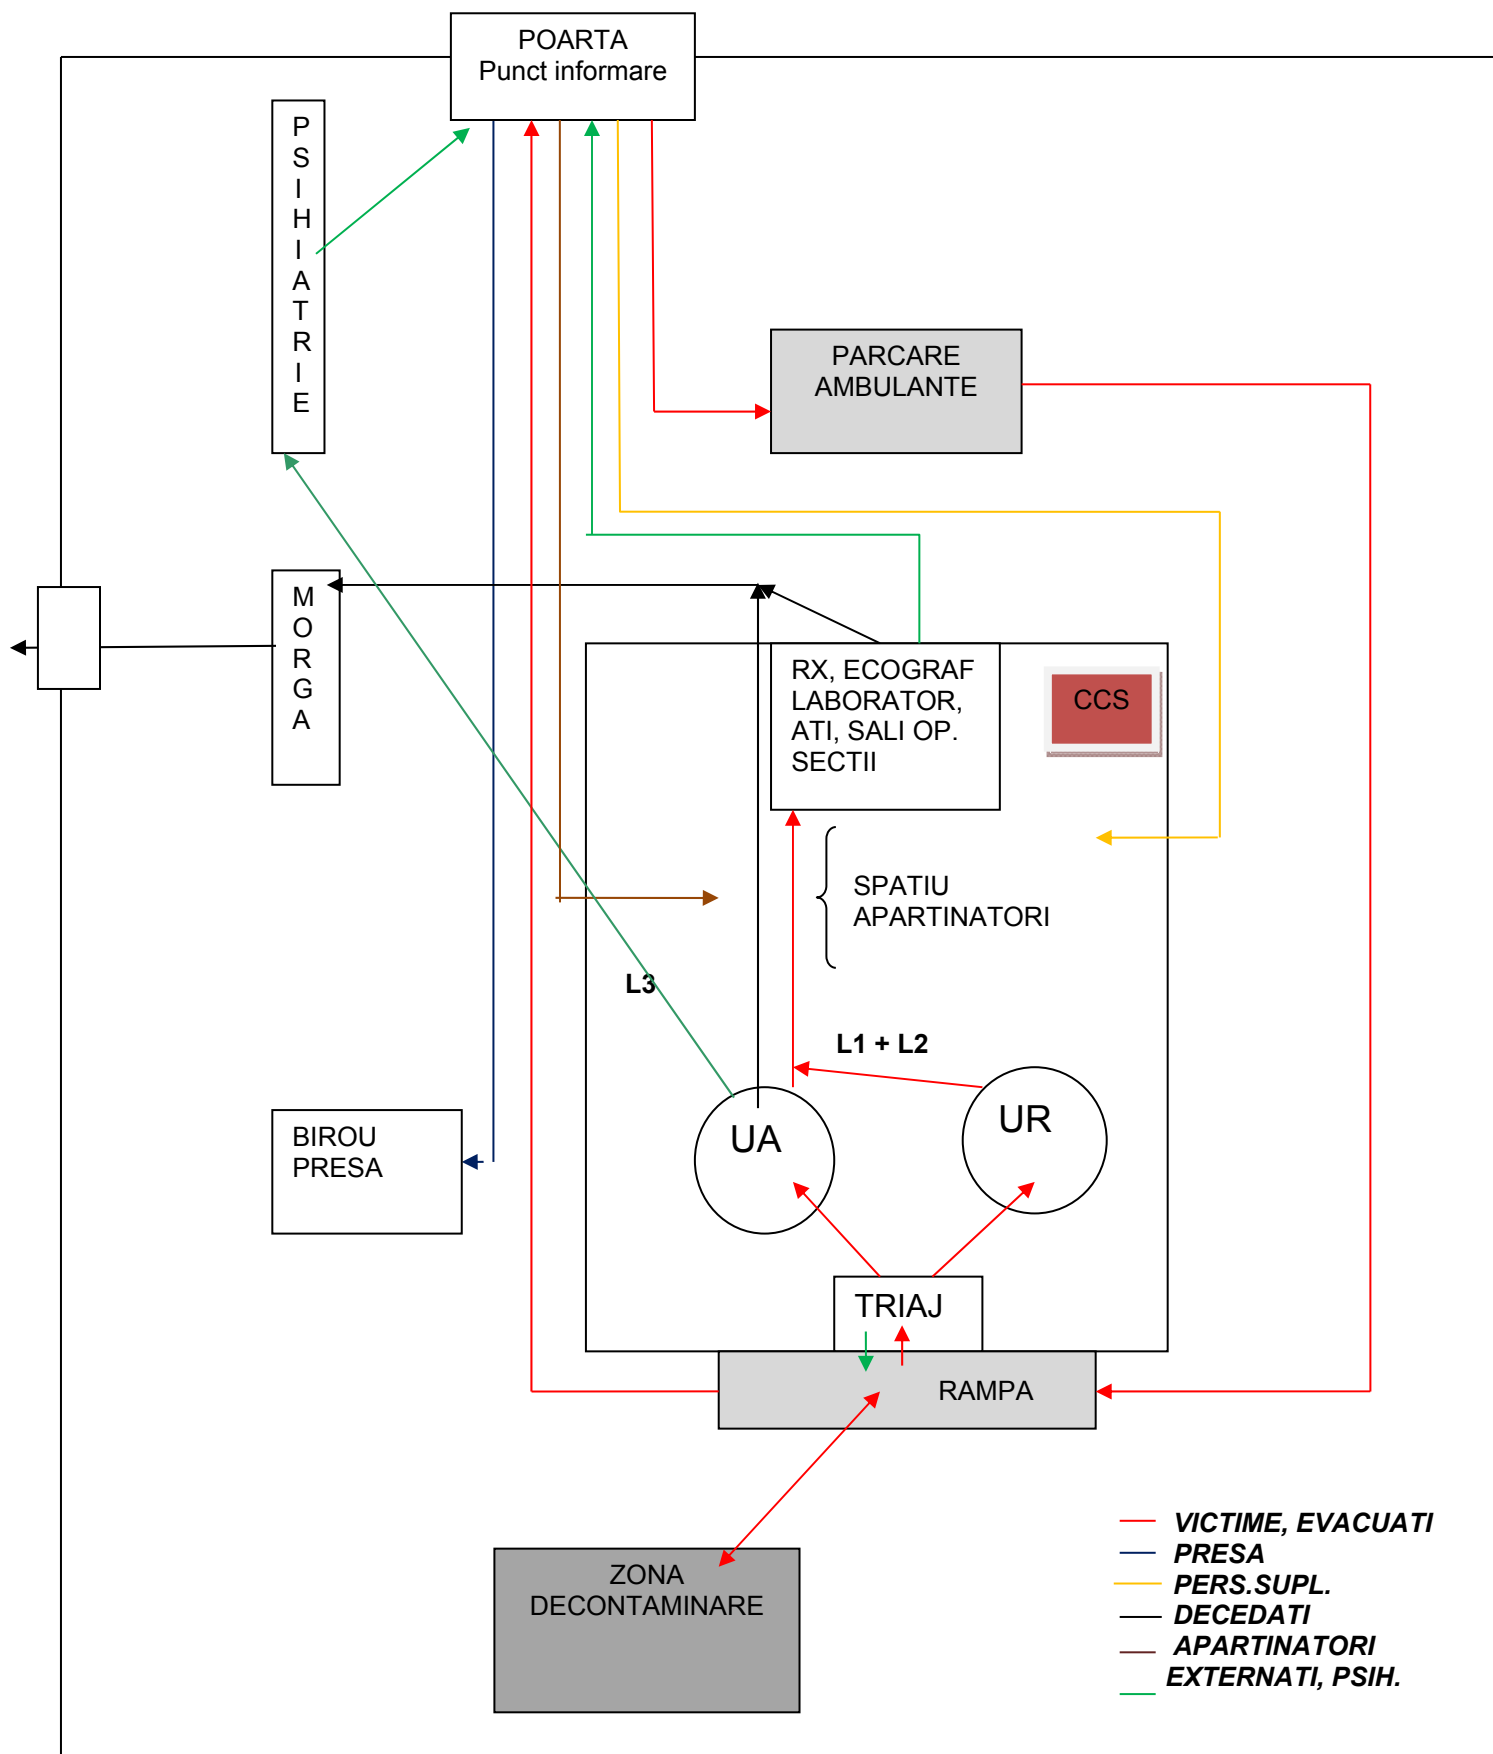 POARTA
Punct informare
P
S
I
H
I
A
T
R
I
E
PARCARE
AMBULANTE
M
O
R
G
A
RX, ECOGRAF
LABORATOR,
ATI, SALI OP.
SECTII
CCS
SPATIU
APARTINATORI
L3
L1 + L2
BIROU
PRESA
UA
UR
TRIAJ
RAMPA
ZONA
DECONTAMINARE
VICTIME, EVACUATI
PRESA
PERS.SUPL.
DECEDATI
APARTINATORI
EXTERNATI, PSIH.